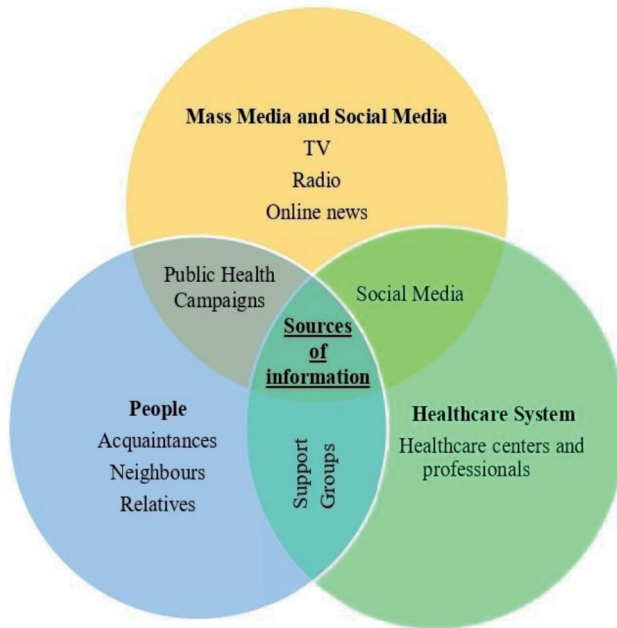 Mass Media and Social Media
TV
Radio
Online news
Public Health
Campaigns
Social Media
Sources
of
information
People
Acquaintances
Neighbours
Relatives
Support
Groups
Healthcare System
Healthcare centers and
professionals